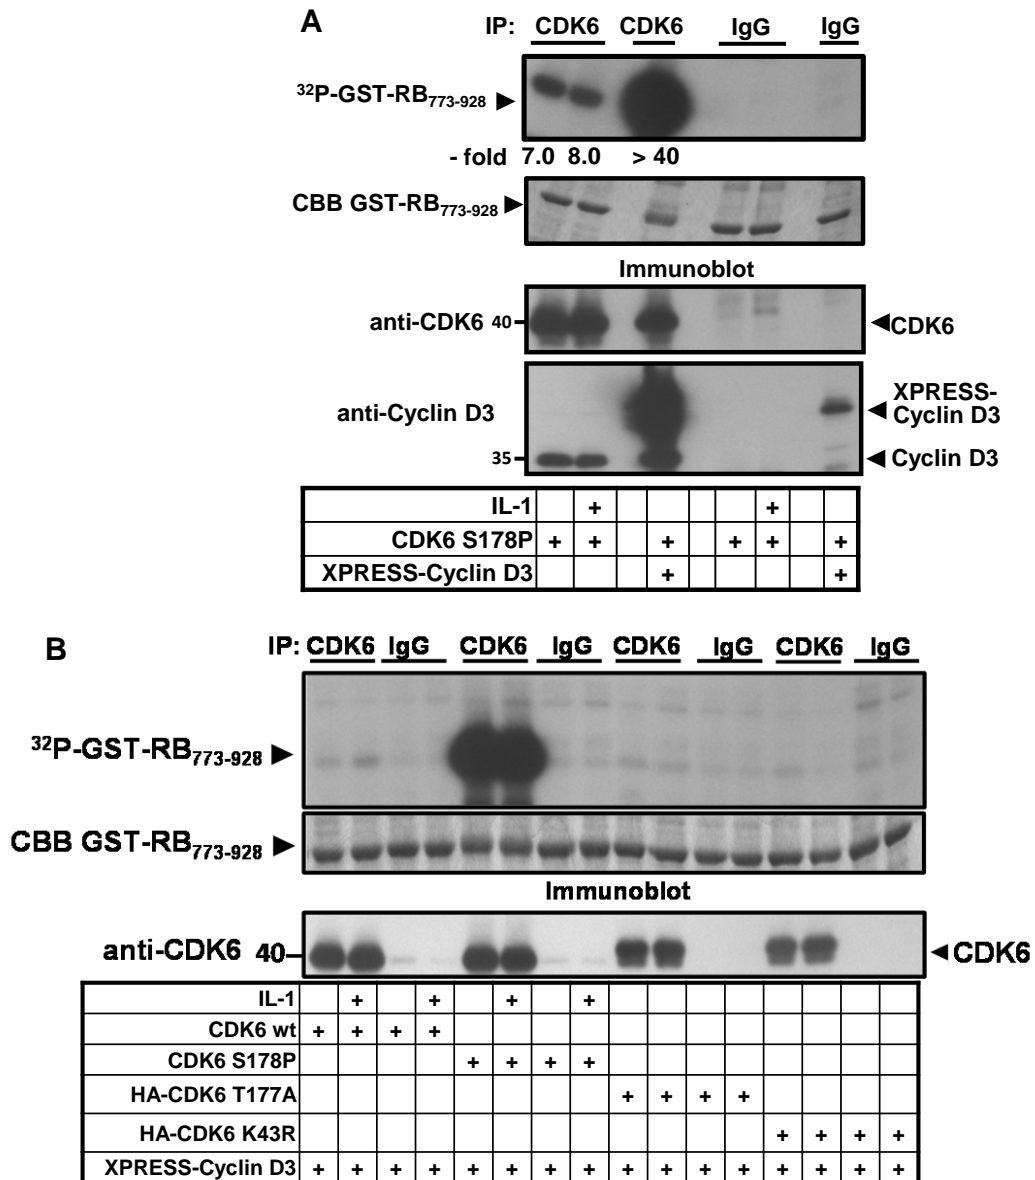 A
IP: CDK6 CDK6 IgG IgG
32P-GST-RB773-928
- fold 7.0 8.0 > 40
CBB GST-RB773-928
Immunoblot
anti-CDK6 40 CDK6
anti-Cyclin D3 XPRESS-Cyclin D3
35 Cyclin D3
IL-1 + +
CDK6 S178P + + + + + +
XPRESS-Cyclin D3 + +
B
IP: CDK6 IgG CDK6 IgG CDK6 IgG CDK6 IgG
32P-GST-RB773-928
CBB GST-RB773-928
Immunoblot
anti-CDK6 40 CDK6
IL-1 + + + +
CDK6 wt + + + +
CDK6 S178P + + + +
HA-CDK6 T177A + + + +
HA-CDK6 K43R + + + +
XPRESS-Cyclin D3 + + + + + + + + + + + + + + + +